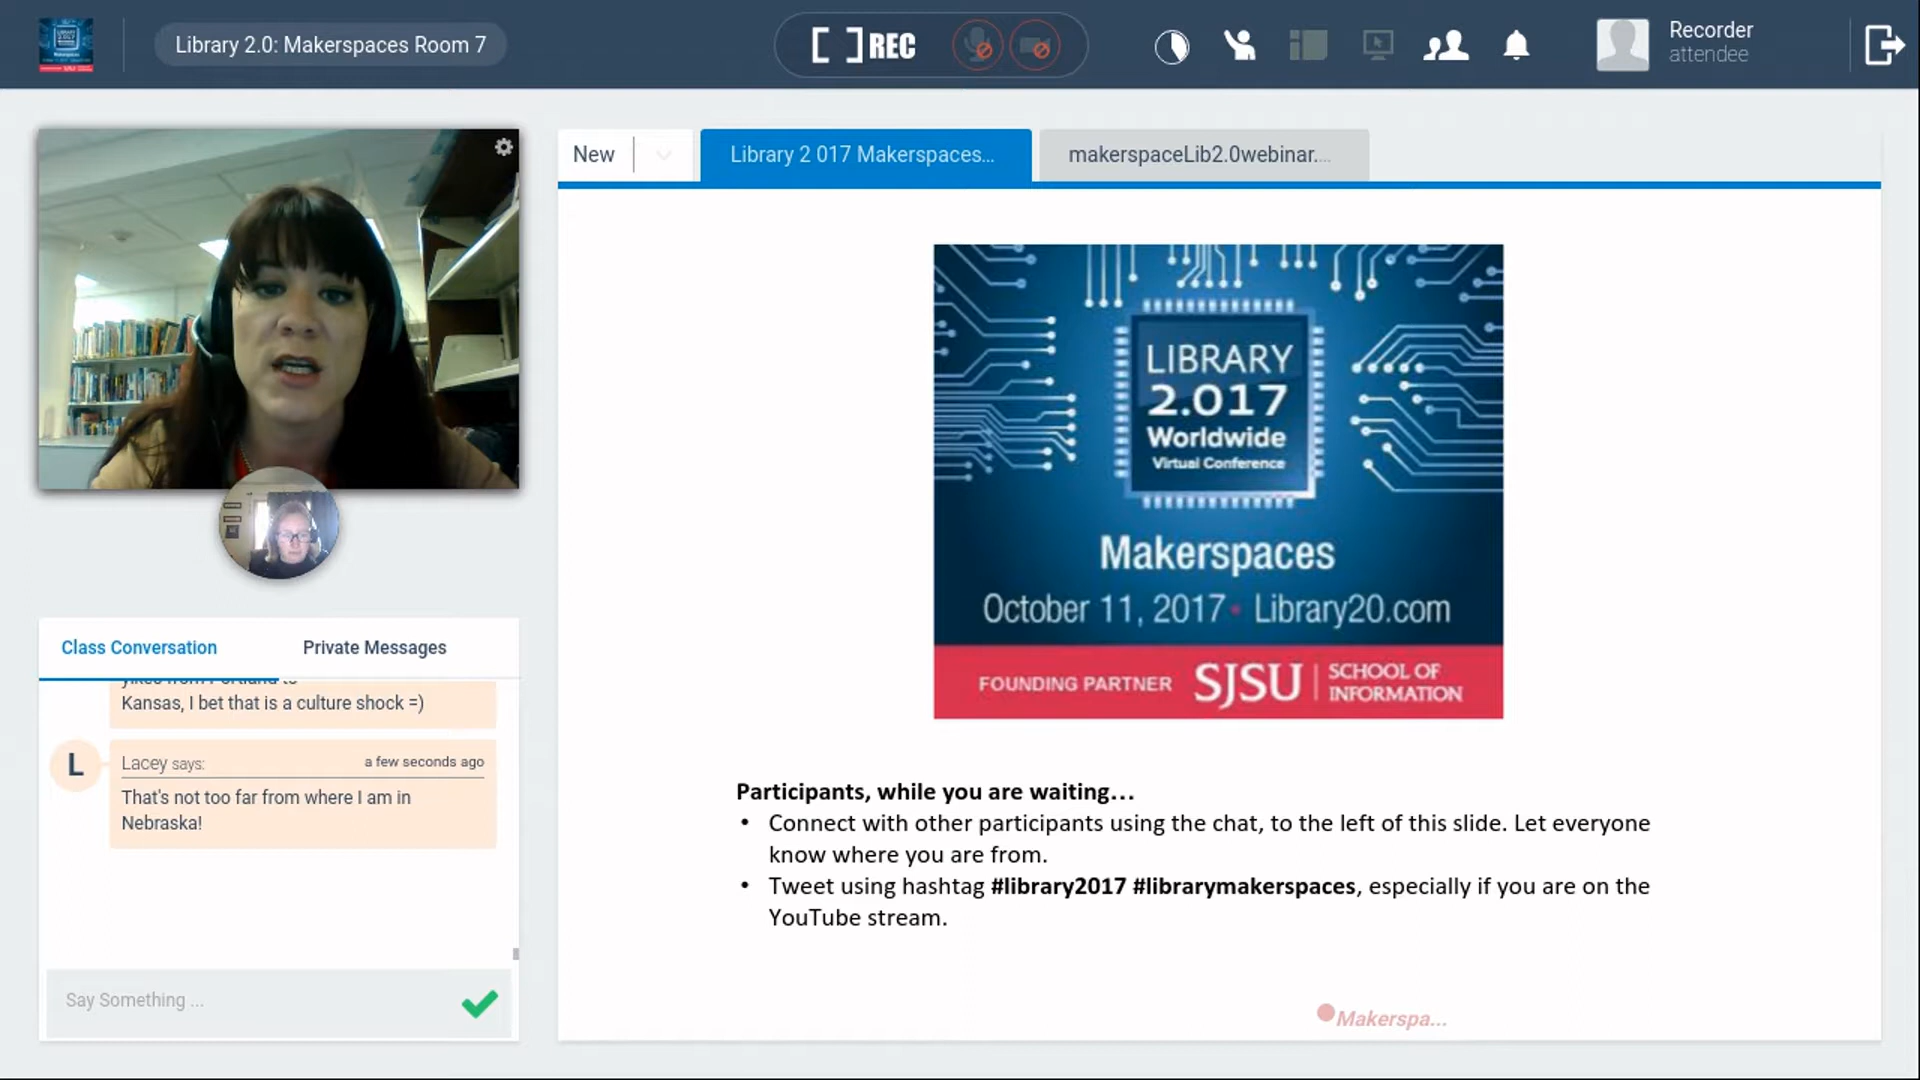 Library 2.0: Makerspaces Room 7
REC
Recorder
attendee
New
Library 2 017 Makerspaces...
makerspaceLib2.0webinar....
LIBRARY
2.017
Worldwide
Virtual Conference
Makerspaces
October 11, 2017 • Library20.com
FOUNDING PARTNER SJSU SCHOOL OF
INFORMATION
Class Conversation Private Messages
yikes from Portland to
Kansas, I bet that is a culture shock =)
L
Lacey says: a few seconds ago
That's not too far from where I am in
Nebraska!
Say Something ...
Participants, while you are waiting...
• Connect with other participants using the chat, to the left of this slide. Let everyone
know where you are from.
• Tweet using hashtag #library2017 #librarymakerspaces, especially if you are on the
YouTube stream.
Makerspa...